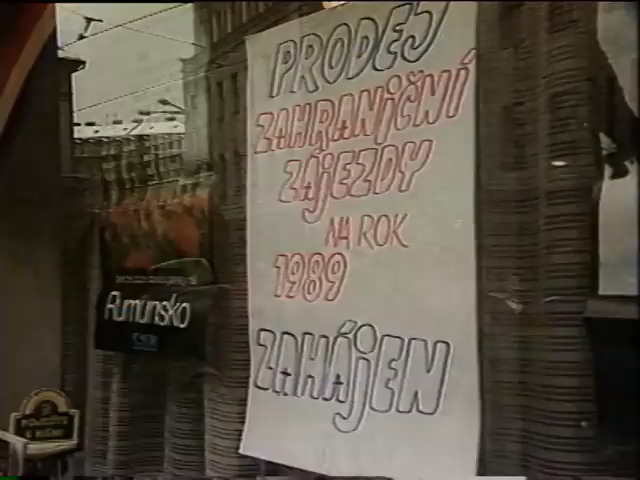 PRODEJ
ZAHRANiČNÍ
ZÁjEZDY
NA ROK
1989
ZAHÁjEN
Rumunsko